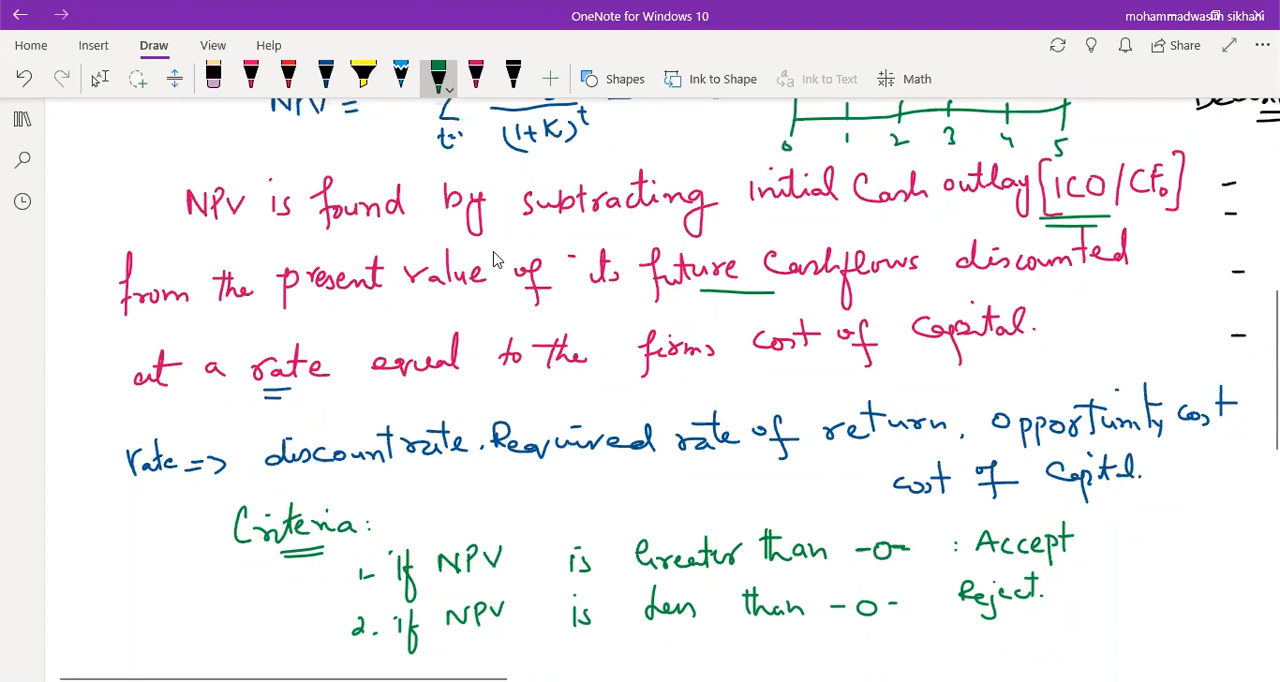 OneNote for Windows 10
mohammadwasim sikhani
Home Insert Draw View Help
Share
Shapes Ink to Shape Ink to Text Math
NPV =
t=
(1+K)^t
0 1 2 3 4 5
NPV is found by subtracting initial Cash outlay [ICO/CF₀]
from the present value of its future Cashflows discounted
at a rate equal to the firms cost of capital.
rate => discount rate. Required rate of return. opportunity cost
cost of Capital.
Criteria:
1- if NPV is Greater than -0- : Accept
2. if NPV is Less than -0- Reject.